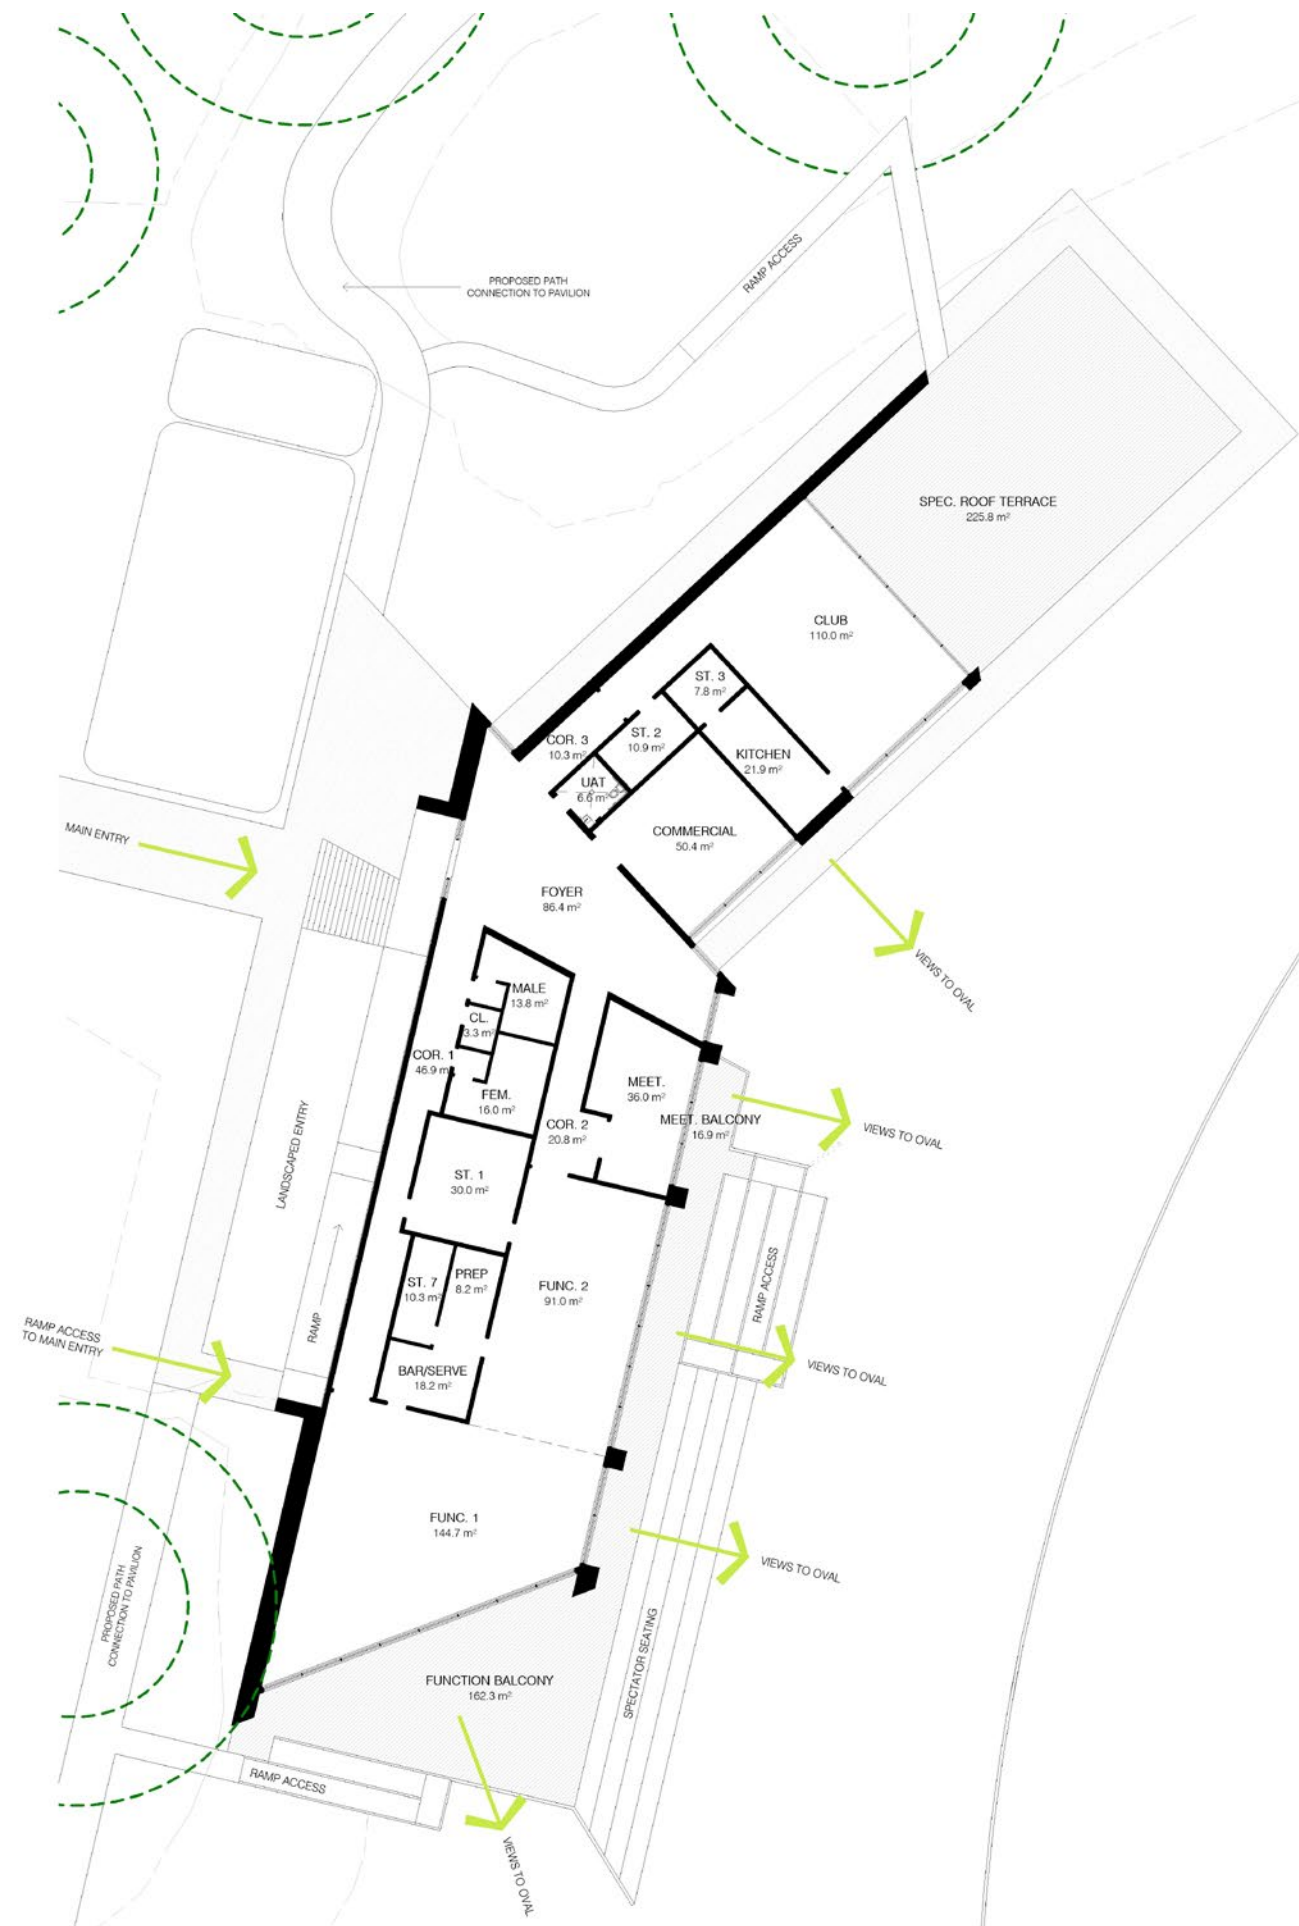 PROPOSED PATH
CONNECTION TO PAVILION
RAMP ACCESS
SPEC. ROOF TERRACE
225.8 m²
CLUB
110.0 m²
ST. 3
7.8 m²
COR. 3
10.3 m²
ST. 2
10.9 m²
KITCHEN
21.9 m²
UAT
6.6 m²
COMMERCIAL
50.4 m²
MAIN ENTRY
FOYER
86.4 m²
VIEWS TO OVAL
MALE
13.8 m²
CL.
3.3 m²
COR. 1
46.9 m
FEM.
16.0 m²
MEET.
36.0 m²
MEET. BALCONY
16.9 m²
VIEWS TO OVAL
COR. 2
20.8 m²
LANDSCAPED ENTRY
ST. 1
30.0 m²
RAMP
ST. 7
10.3 m²
PREP
8.2 m²
FUNC. 2
91.0 m²
RAMP ACCESS
RAMP ACCESS
TO MAIN ENTRY
BAR/SERVE
18.2 m²
VIEWS TO OVAL
FUNC. 1
144.7 m²
VIEWS TO OVAL
PROPOSED PATH
CONNECTION TO PAVILION
SPECTATOR SEATING
FUNCTION BALCONY
162.3 m²
RAMP ACCESS
VIEWS TO OVAL